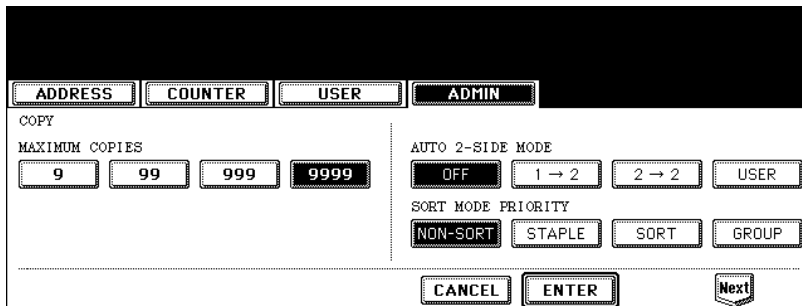 ADDRESS COUNTER USER ADMIN
COPY
MAXIMUM COPIES
9 99 999 9999
AUTO 2-SIDE MODE
OFF 1 → 2 2 → 2 USER
SORT MODE PRIORITY
NON-SORT STAPLE SORT GROUP
CANCEL ENTER Next